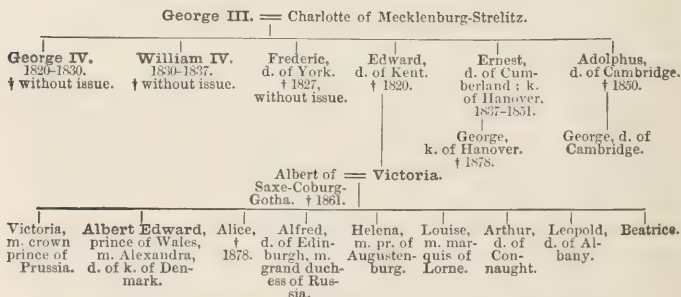 George III. = Charlotte of Mecklenburg-Strelitz.
George IV.
1820-1830.
† without issue.
William IV.
1830-1837.
† without issue.
Frederic,
d. of York.
† 1827,
without issue.
Edward,
d. of Kent.
† 1820.
Ernest,
d. of Cum-
berland; k.
of Hanover,
1837-1851.
Adolphus,
d. of Cambridge.
† 1850.
George,
k. of Hanover.
† 1878.
George, d. of
Cambridge.
Albert of = Victoria.
Saxe-Coburg-
Gotha. † 1861.
Victoria,
m. crown
prince of
Prussia.
Albert Edward,
prince of Wales,
m. Alexandra,
d. of k. of Den-
mark.
Alice,
†
1878.
Alfred,
d. of Edin-
burgh, m.
grand duch-
ess of Rus-
sia.
Helena,
m. pr. of
Augusten-
burg.
Louise,
m. mar-
quis of
Lorne.
Arthur,
d. of
Con-
naught.
Leopold,
d. of Al-
bany.
Beatrice.